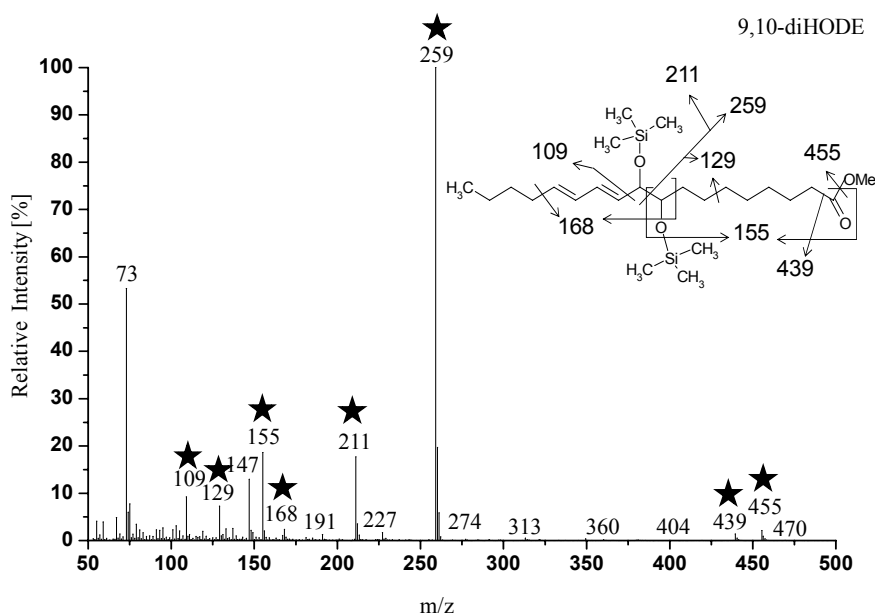 9,10-diHODE
259
211
259
109
129
455
168
155
439
H₃C
H₃C
CH₃
Si
H₃C
O
OMe
O
O
H₃C
CH₃
Si
H₃C
CH₃
Relative Intensity [%]
100
90
80
70
60
50
40
30
20
10
0
73
109
129
147
155
168
191
211
227
274
313
360
404
439
455
470
50
100
150
200
250
300
350
400
450
500
m/z